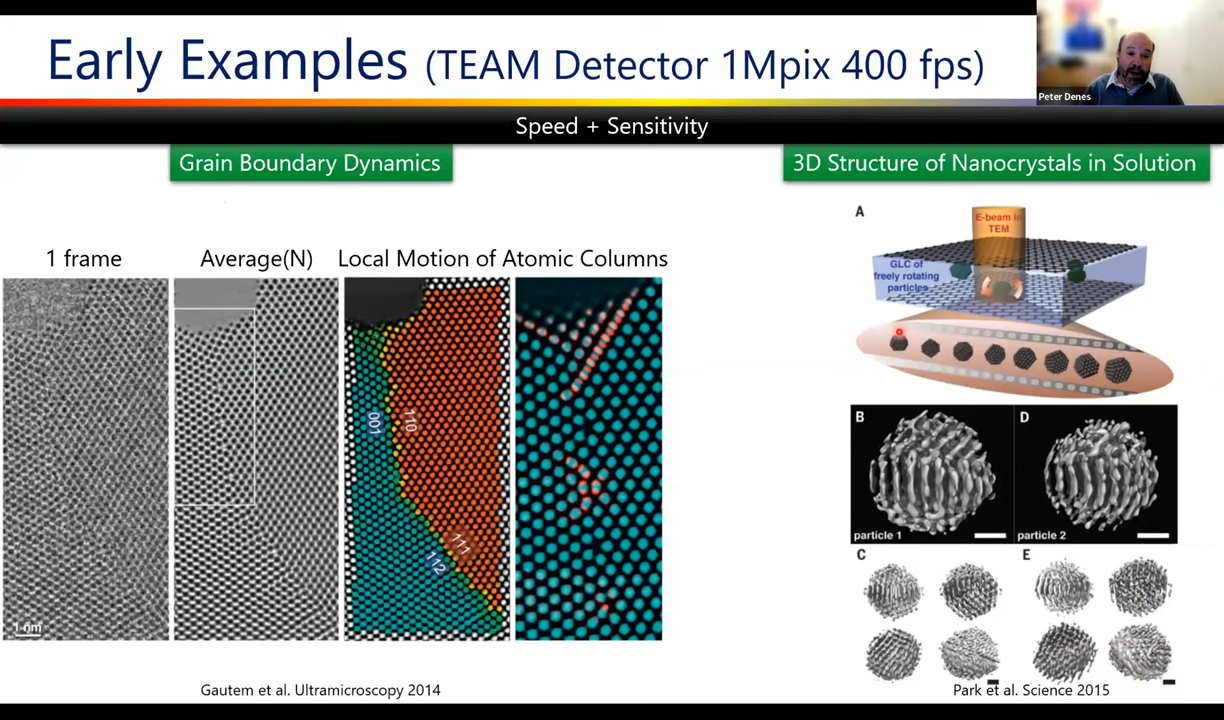 Early Examples (TEAM Detector 1Mpix 400 fps)
Peter Denes
Speed + Sensitivity
Grain Boundary Dynamics
3D Structure of Nanocrystals in Solution
1 frame
Average(N)
Local Motion of Atomic Columns
001
110
111
112
1 nm
A
E-beam in
TEM
GLC of
freely rotating
particles
B
particle 1
D
particle 2
C
E
Gautem et al. Ultramicroscopy 2014
Park et al. Science 2015